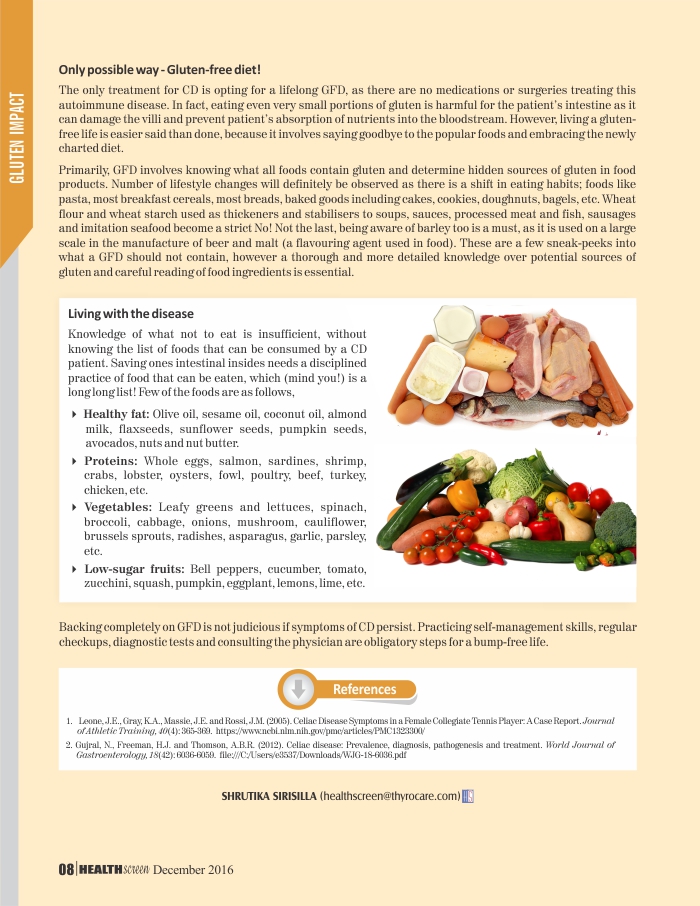 GLUTEN IMPACT
Only possible way - Gluten-free diet!
The only treatment for CD is opting for a lifelong GFD, as there are no medications or surgeries treating this
autoimmune disease. In fact, eating even very small portions of gluten is harmful for the patient's intestine as it
can damage the villi and prevent patient's absorption of nutrients into the bloodstream. However, living a gluten-
free life is easier said than done, because it involves saying goodbye to the popular foods and embracing the newly
charted diet.
Primarily, GFD involves knowing what all foods contain gluten and determine hidden sources of gluten in food
products. Number of lifestyle changes will definitely be observed as there is a shift in eating habits; foods like
pasta, most breakfast cereals, most breads, baked goods including cakes, cookies, doughnuts, bagels, etc. Wheat
flour and wheat starch used as thickeners and stabilisers to soups, sauces, processed meat and fish, sausages
and imitation seafood become a strict No! Not the last, being aware of barley too is a must, as it is used on a large
scale in the manufacture of beer and malt (a flavouring agent used in food). These are a few sneak-peeks into
what a GFD should not contain, however a thorough and more detailed knowledge over potential sources of
gluten and careful reading of food ingredients is essential.
Living with the disease
Knowledge of what not to eat is insufficient, without
knowing the list of foods that can be consumed by a CD
patient. Saving ones intestinal insides needs a disciplined
practice of food that can be eaten, which (mind you!) is a
long long list! Few of the foods are as follows,
Healthy fat: Olive oil, sesame oil, coconut oil, almond
milk, flaxseeds, sunflower seeds, pumpkin seeds,
avocados, nuts and nut butter.
Proteins: Whole eggs, salmon, sardines, shrimp,
crabs, lobster, oysters, fowl, poultry, beef, turkey,
chicken, etc.
Vegetables: Leafy greens and lettuces, spinach,
broccoli, cabbage, onions, mushroom, cauliflower,
brussels sprouts, radishes, asparagus, garlic, parsley,
etc.
Low-sugar fruits: Bell peppers, cucumber, tomato,
zucchini, squash, pumpkin, eggplant, lemons, lime, etc.
Backing completely on GFD is not judicious if symptoms of CD persist. Practicing self-management skills, regular
checkups, diagnostic tests and consulting the physician are obligatory steps for a bump-free life.
References
1. Leone, J.E., Gray, K.A., Massie, J.E. and Rossi, J.M. (2005). Celiac Disease Symptoms in a Female Collegiate Tennis Player: A Case Report. Journal
of Athletic Training, 40(4): 365-369. https://www.ncbi.nlm.nih.gov/pmc/articles/PMC1323300/
2. Gujral, N., Freeman, H.J. and Thomson, A.B.R. (2012). Celiac disease: Prevalence, diagnosis, pathogenesis and treatment. World Journal of
Gastroenterology, 18(42): 6036-6059. file:///C:/Users/e3537/Downloads/WJG-18-6036.pdf
SHRUTIKA SIRISILLA (healthscreen@thyrocare.com)
08 HEALTHscreen December 2016